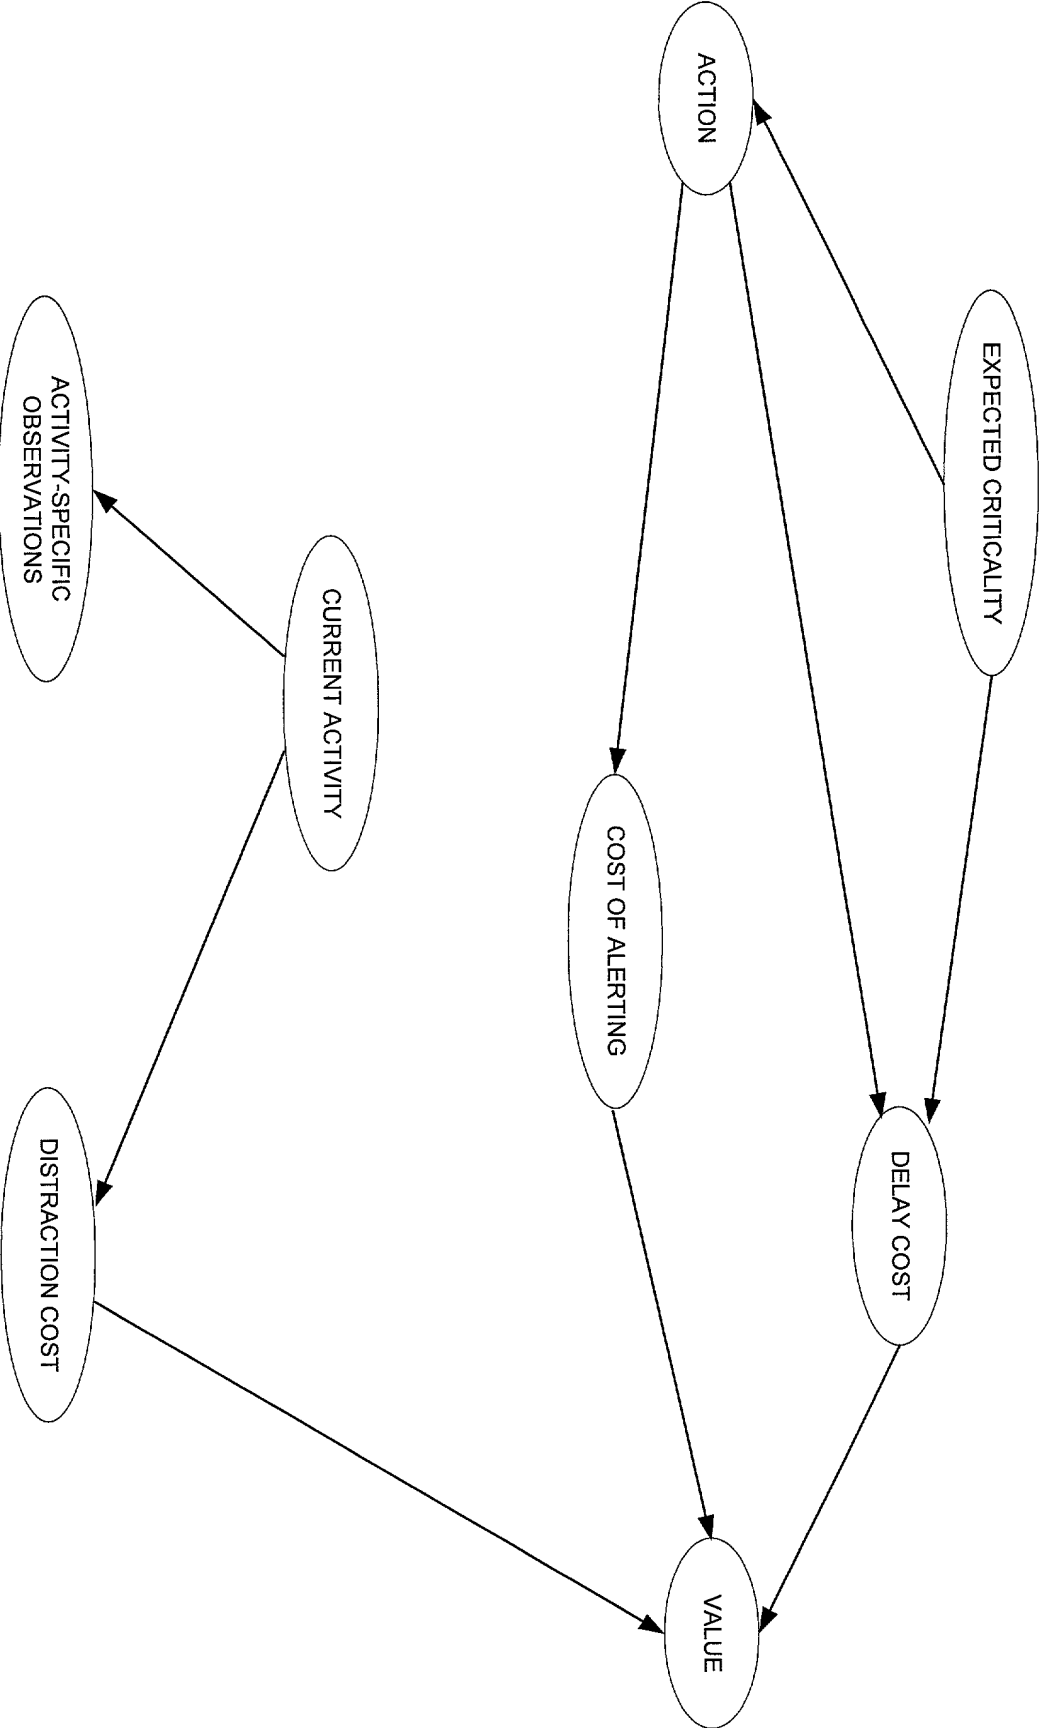 EXPECTED CRITICALITY
DELAY COST
ACTION
VALUE
COST OF ALERTING
CURRENT ACTIVITY
ACTIVITY-SPECIFIC
OBSERVATIONS
DISTRACTION COST